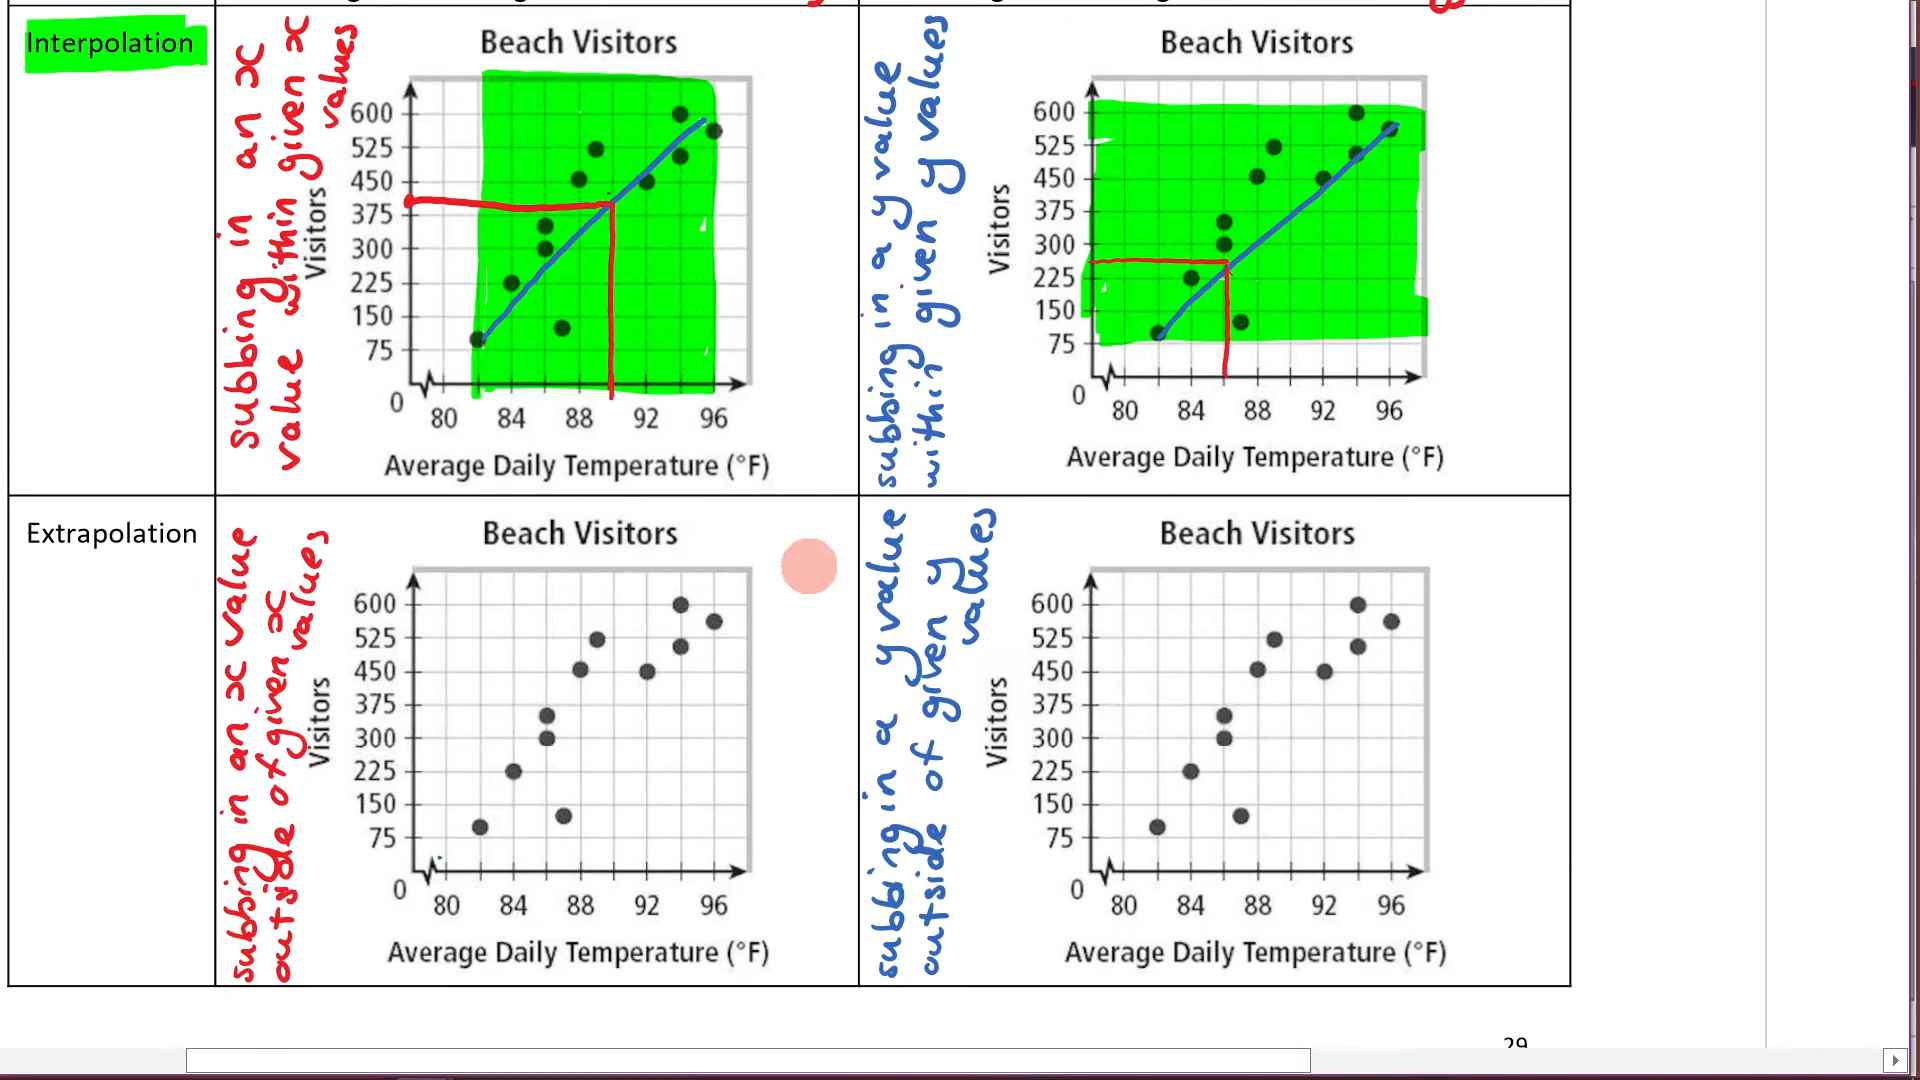 Interpolation
subbing in an x
value within given x
values
Beach Visitors
600
525
450
375
300
225
150
75
0
Visitors
80 84 88 92 96
Average Daily Temperature (°F)
subbing in a y value
within given y values
Beach Visitors
600
525
450
375
300
225
150
75
0
Visitors
80 84 88 92 96
Average Daily Temperature (°F)
Extrapolation
subbing in an x value
outside of given x
values
Beach Visitors
600
525
450
375
300
225
150
75
0
Visitors
80 84 88 92 96
Average Daily Temperature (°F)
subbing in a y value
outside of given y
values
Beach Visitors
600
525
450
375
300
225
150
75
0
Visitors
80 84 88 92 96
Average Daily Temperature (°F)
29